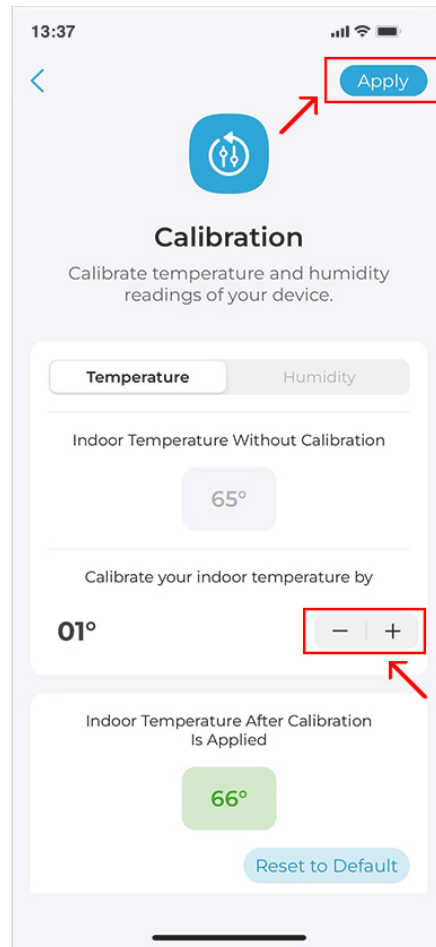 13:37
Apply
Calibration
Calibrate temperature and humidity
readings of your device.
Temperature
Humidity
Indoor Temperature Without Calibration
65°
Calibrate your indoor temperature by
01°
− +
Indoor Temperature After Calibration
Is Applied
66°
Reset to Default